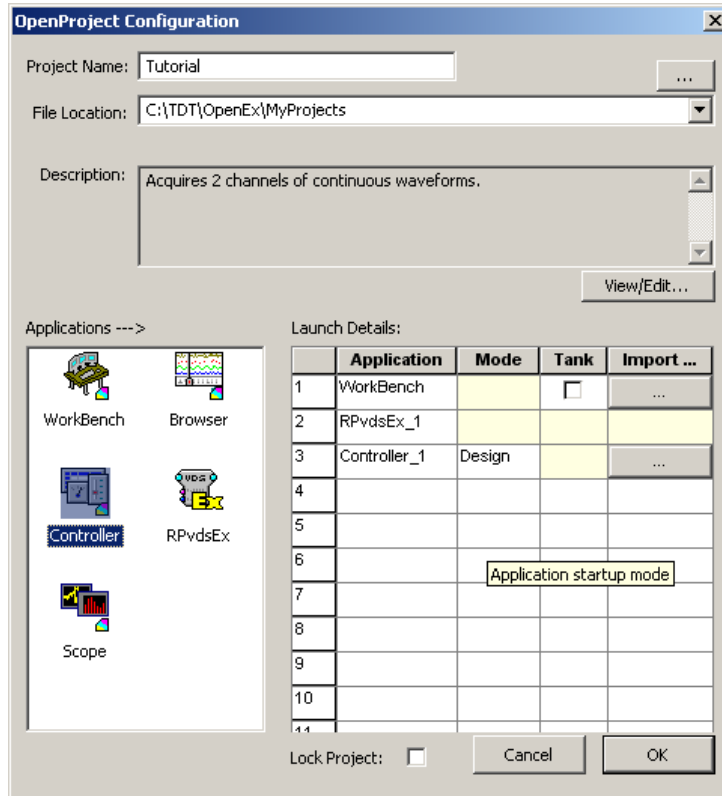 OpenProject Configuration
Project Name: Tutorial
...
File Location: C:\TDT\OpenEx\MyProjects
Description: Acquires 2 channels of continuous waveforms.
View/Edit...
Applications --->
WorkBench Browser
Controller RPvdsEx
Scope
Launch Details:
Application Mode Tank Import ...
1 WorkBench ...
2 RPvdsEx_1
3 Controller_1 Design ...
4
5
6
Application startup mode
7
8
9
10
11
Lock Project:
Cancel OK